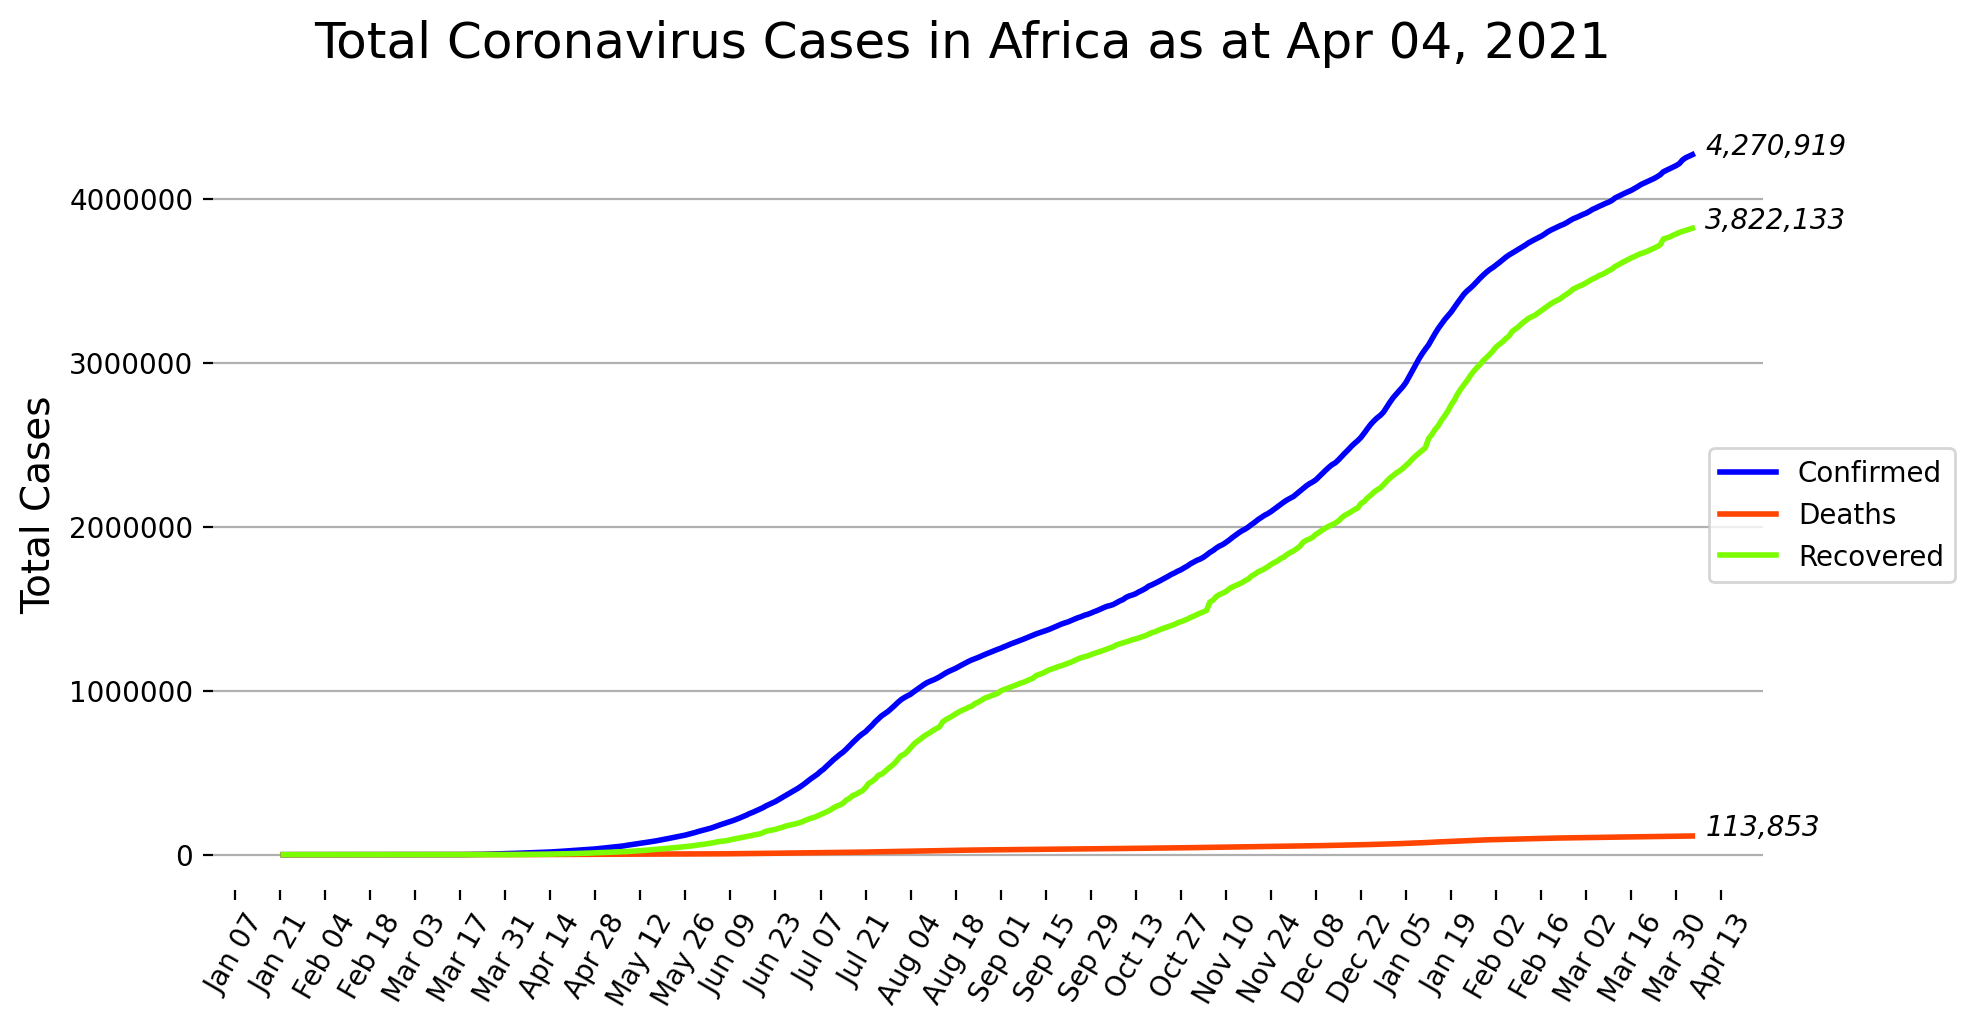 Total Coronavirus Cases in Africa as at Apr 04, 2021
4,270,919
4000000
3,822,133
3000000
Total Cases
Confirmed
2000000
Deaths
Recovered
1000000
113,853
0
Jan 07
Jan 21
Feb 04
Feb 18
Mar 03
Mar 17
Mar 31
Apr 14
Apr 28
May 12
May 26
Jun 09
Jun 23
Jul 07
Jul 21
Aug 04
Aug 18
Sep 01
Sep 15
Sep 29
Oct 13
Oct 27
Nov 10
Nov 24
Dec 08
Dec 22
Jan 05
Jan 19
Feb 02
Feb 16
Mar 02
Mar 16
Mar 30
Apr 13